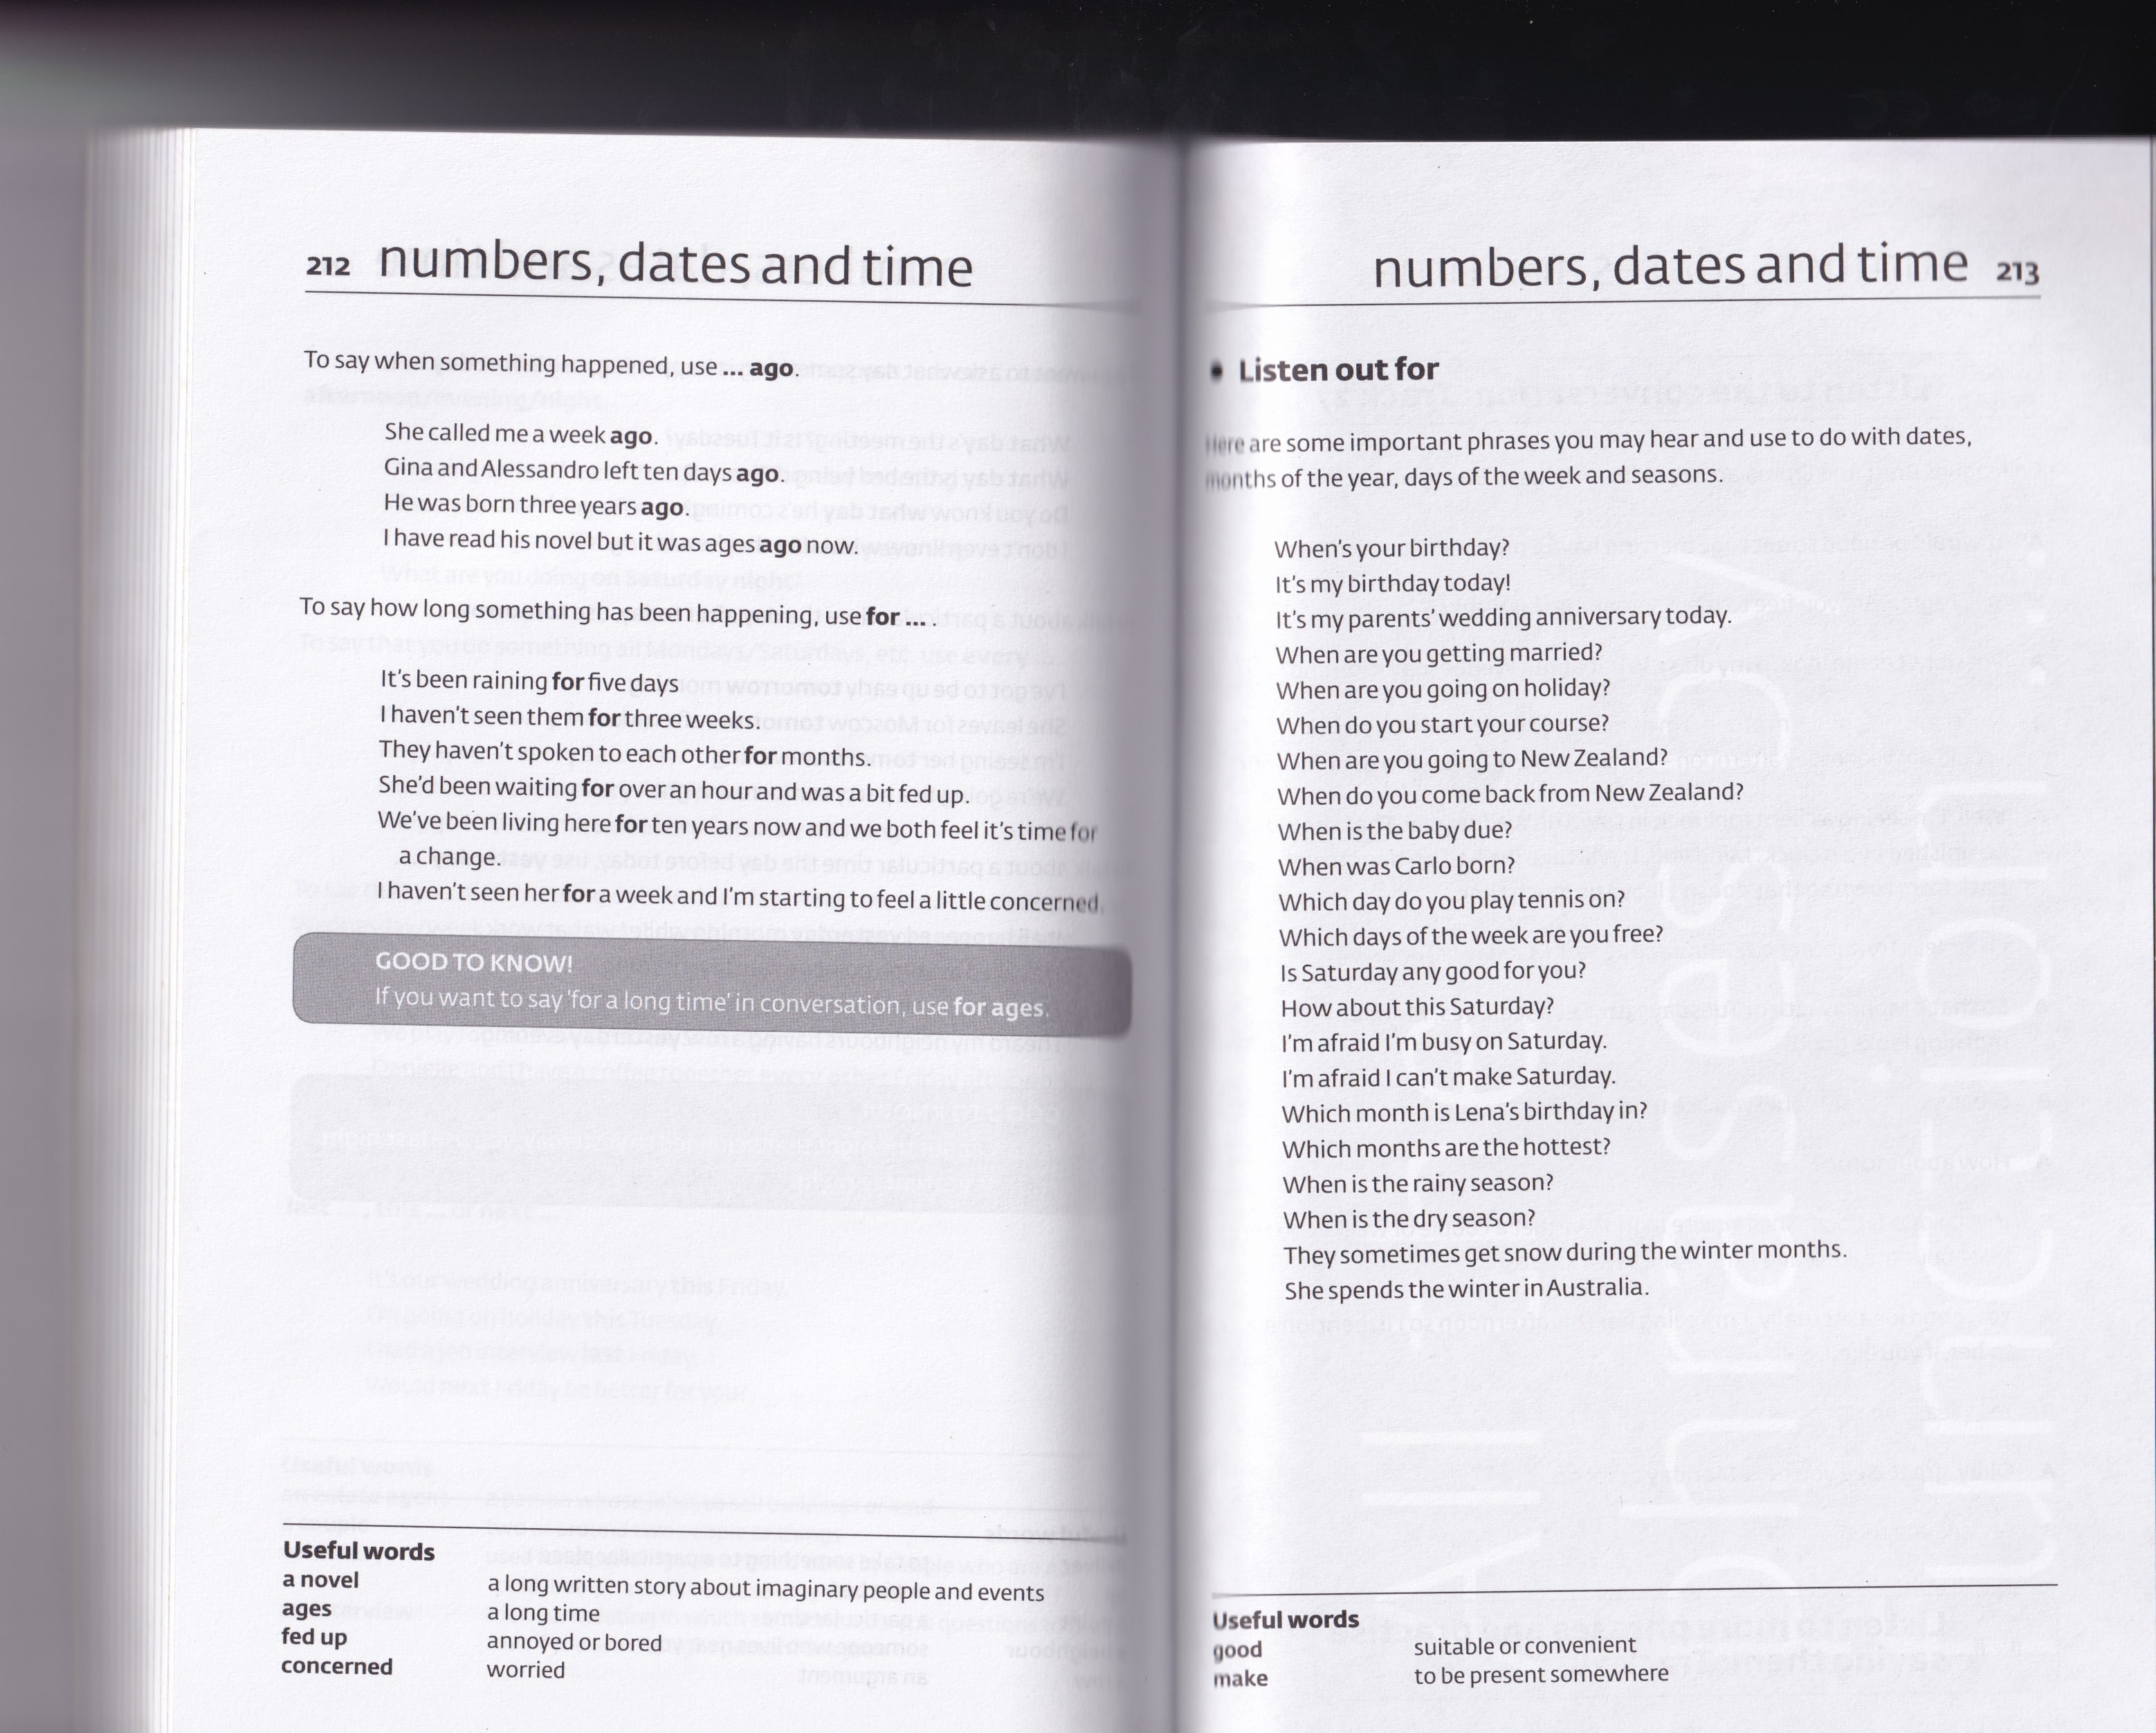 212 numbers, dates and time
To say when something happened, use ... ago.
She called me a week ago.
Gina and Alessandro left ten days ago.
He was born three years ago.
I have read his novel but it was ages ago now.
To say how long something has been happening, use for ... .
It's been raining for five days
I haven't seen them for three weeks.
They haven't spoken to each other for months.
She'd been waiting for over an hour and was a bit fed up.
We've been living here for ten years now and we both feel it's time for
a change.
I haven't seen her for a week and I'm starting to feel a little concerned.
GOOD TO KNOW!
If you want to say 'for a long time' in conversation, use for ages.
Useful words
a novel a long written story about imaginary people and events
ages a long time
fed up annoyed or bored
concerned worried
numbers, dates and time 213
• Listen out for
Here are some important phrases you may hear and use to do with dates,
months of the year, days of the week and seasons.
When's your birthday?
It's my birthday today!
It's my parents' wedding anniversary today.
When are you getting married?
When are you going on holiday?
When do you start your course?
When are you going to New Zealand?
When do you come back from New Zealand?
When is the baby due?
When was Carlo born?
Which day do you play tennis on?
Which days of the week are you free?
Is Saturday any good for you?
How about this Saturday?
I'm afraid I'm busy on Saturday.
I'm afraid I can't make Saturday.
Which month is Lena's birthday in?
Which months are the hottest?
When is the rainy season?
When is the dry season?
They sometimes get snow during the winter months.
She spends the winter in Australia.
Useful words
good suitable or convenient
make to be present somewhere